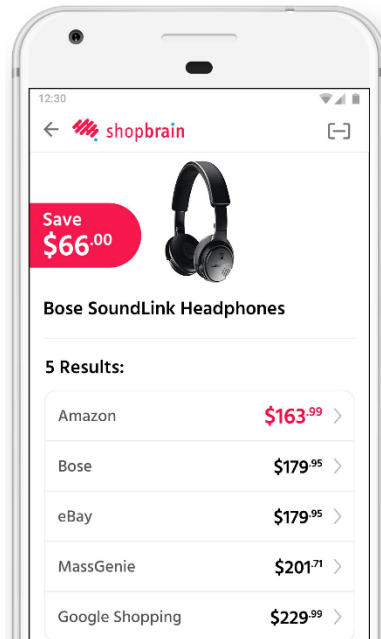 12:30
shopbrain
Save
$66.00
Bose SoundLink Headphones
5 Results:
Amazon $163.99
Bose $179.95
eBay $179.95
MassGenie $201.71
Google Shopping $229.99